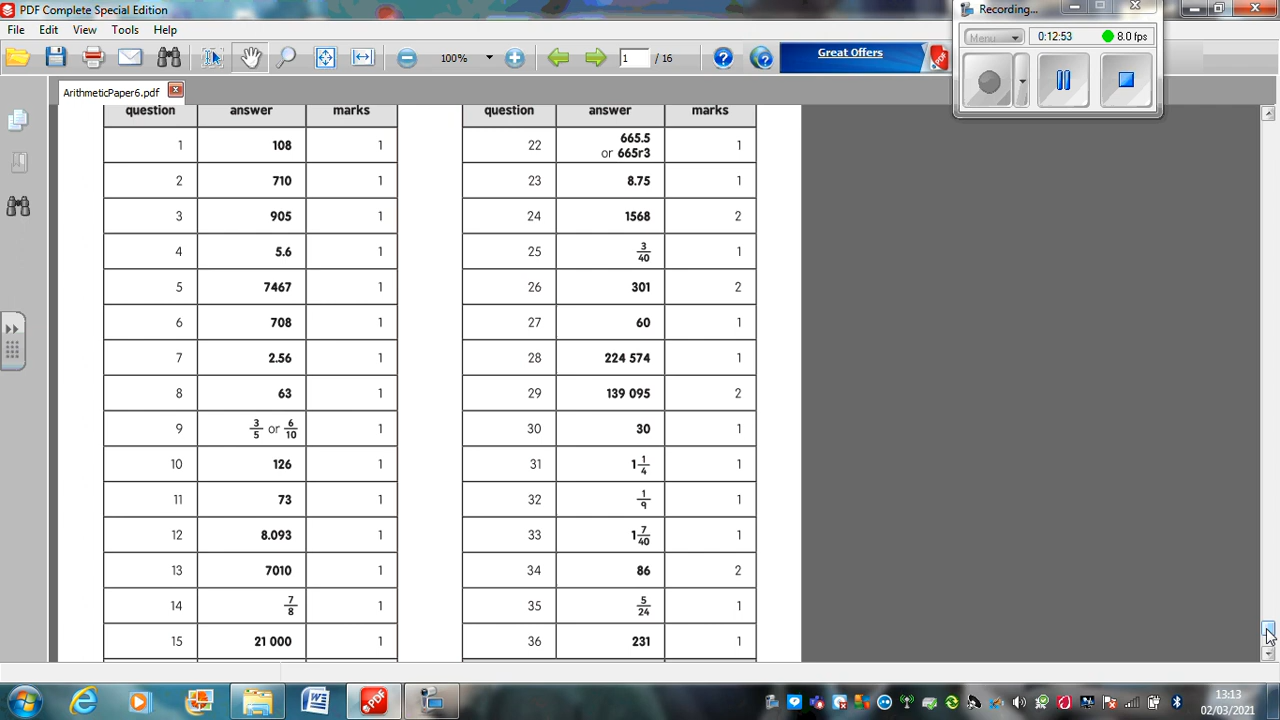 PDF Complete Special Edition
Recording...
File Edit View Tools Help
Menu 0:12:53 8.0 fps
100% 1 / 16 Great Offers
ArithmeticPaper6.pdf
question answer marks question answer marks
1 108 1 22 665.5 or 665r3 1
2 710 1 23 8.75 1
3 905 1 24 1568 2
4 5.6 1 25 3/40 1
5 7467 1 26 301 2
6 708 1 27 60 1
7 2.56 1 28 224 574 1
8 63 1 29 139 095 2
9 3/5 or 6/10 1 30 30 1
10 126 1 31 1 1/4 1
11 73 1 32 1/9 1
12 8.093 1 33 1 7/40 1
13 7010 1 34 86 2
14 7/8 1 35 5/24 1
15 21 000 1 36 231 1
PDF
13:13
02/03/2021